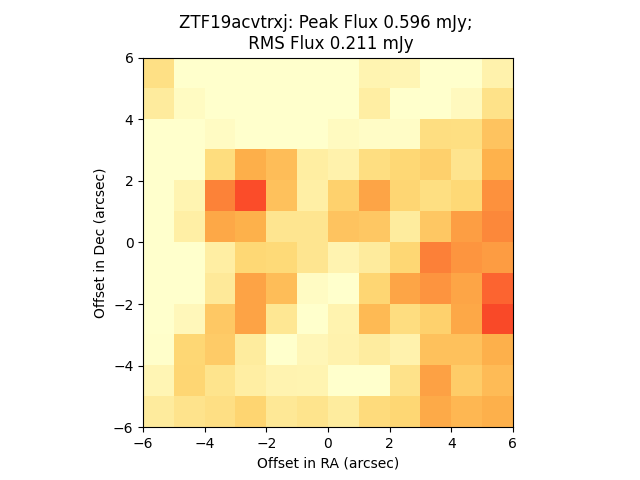 ZTF19acvtrxj: Peak Flux 0.596 mJy;
RMS Flux 0.211 mJy
6
4
2
0
−2
−4
−6
Offset in Dec (arcsec)
−6 −4 −2 0 2 4 6
Offset in RA (arcsec)